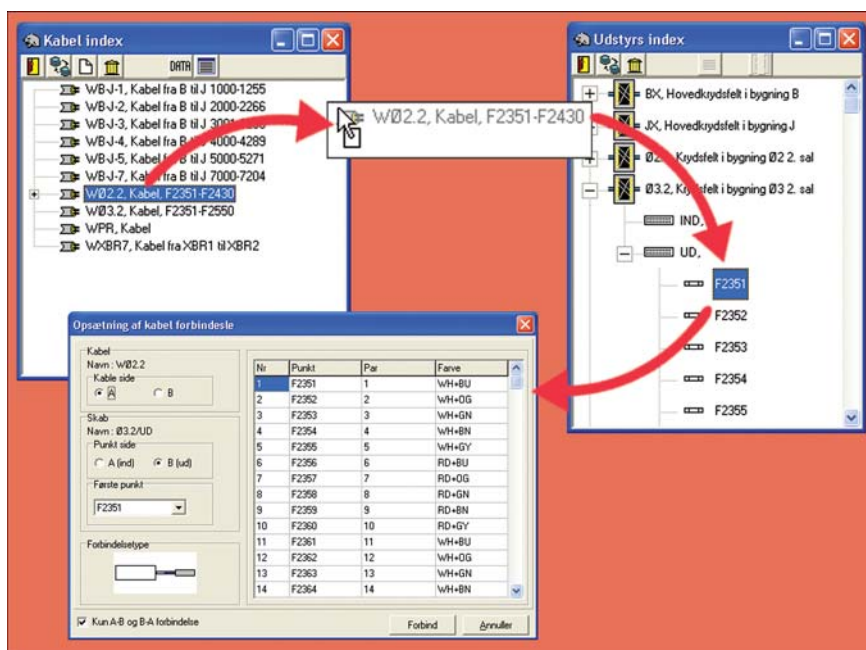 Kabel index
DATA
WB-J-1, Kabel fra B til J 1000-1255
WB-J-2, Kabel fra B til J 2000-2266
WB-J-3, Kabel fra B til J
WB-J-4, Kabel fra B til J 4000-4289
WB-J-5, Kabel fra B til J 5000-5271
WB-J-7, Kabel fra B til J 7000-7204
WØ2.2, Kabel, F2351-F2430
WØ3.2, Kabel, F2351-F2550
WPR, Kabel
WXBR7, Kabel fra XBR1 til XBR2
WØ2.2, Kabel, F2351-F2430
Udstyrs index
BX, Hovedkrydsfelt i bygning B
JX, Hovedkrydsfelt i bygning J
Krydsfelt i bygning Ø2 2. sal
Ø3.2, Krydsfelt i bygning Ø3 2. sal
IND,
UD,
F2351
F2352
F2353
F2354
F2355
Opsætning af kabel forbindesle
Kabel
Navn : WØ2.2
Kable side
A B
Skab
Navn : Ø3.2/UD
Punkt side
A (ind) B (ud)
Første punkt
F2351
Forbindelsetype
Nr Punkt Par Farve
1 F2351 1 WH+BU
2 F2352 2 WH+OG
3 F2353 3 WH+GN
4 F2354 4 WH+BN
5 F2355 5 WH+GY
6 F2356 6 RD+BU
7 F2357 7 RD+OG
8 F2358 8 RD+GN
9 F2359 9 RD+BN
10 F2360 10 RD+GY
11 F2361 11 WH+BU
12 F2362 12 WH+OG
13 F2363 13 WH+GN
14 F2364 14 WH+BN
Kun A-B og B-A forbindelse
Forbind Annuller